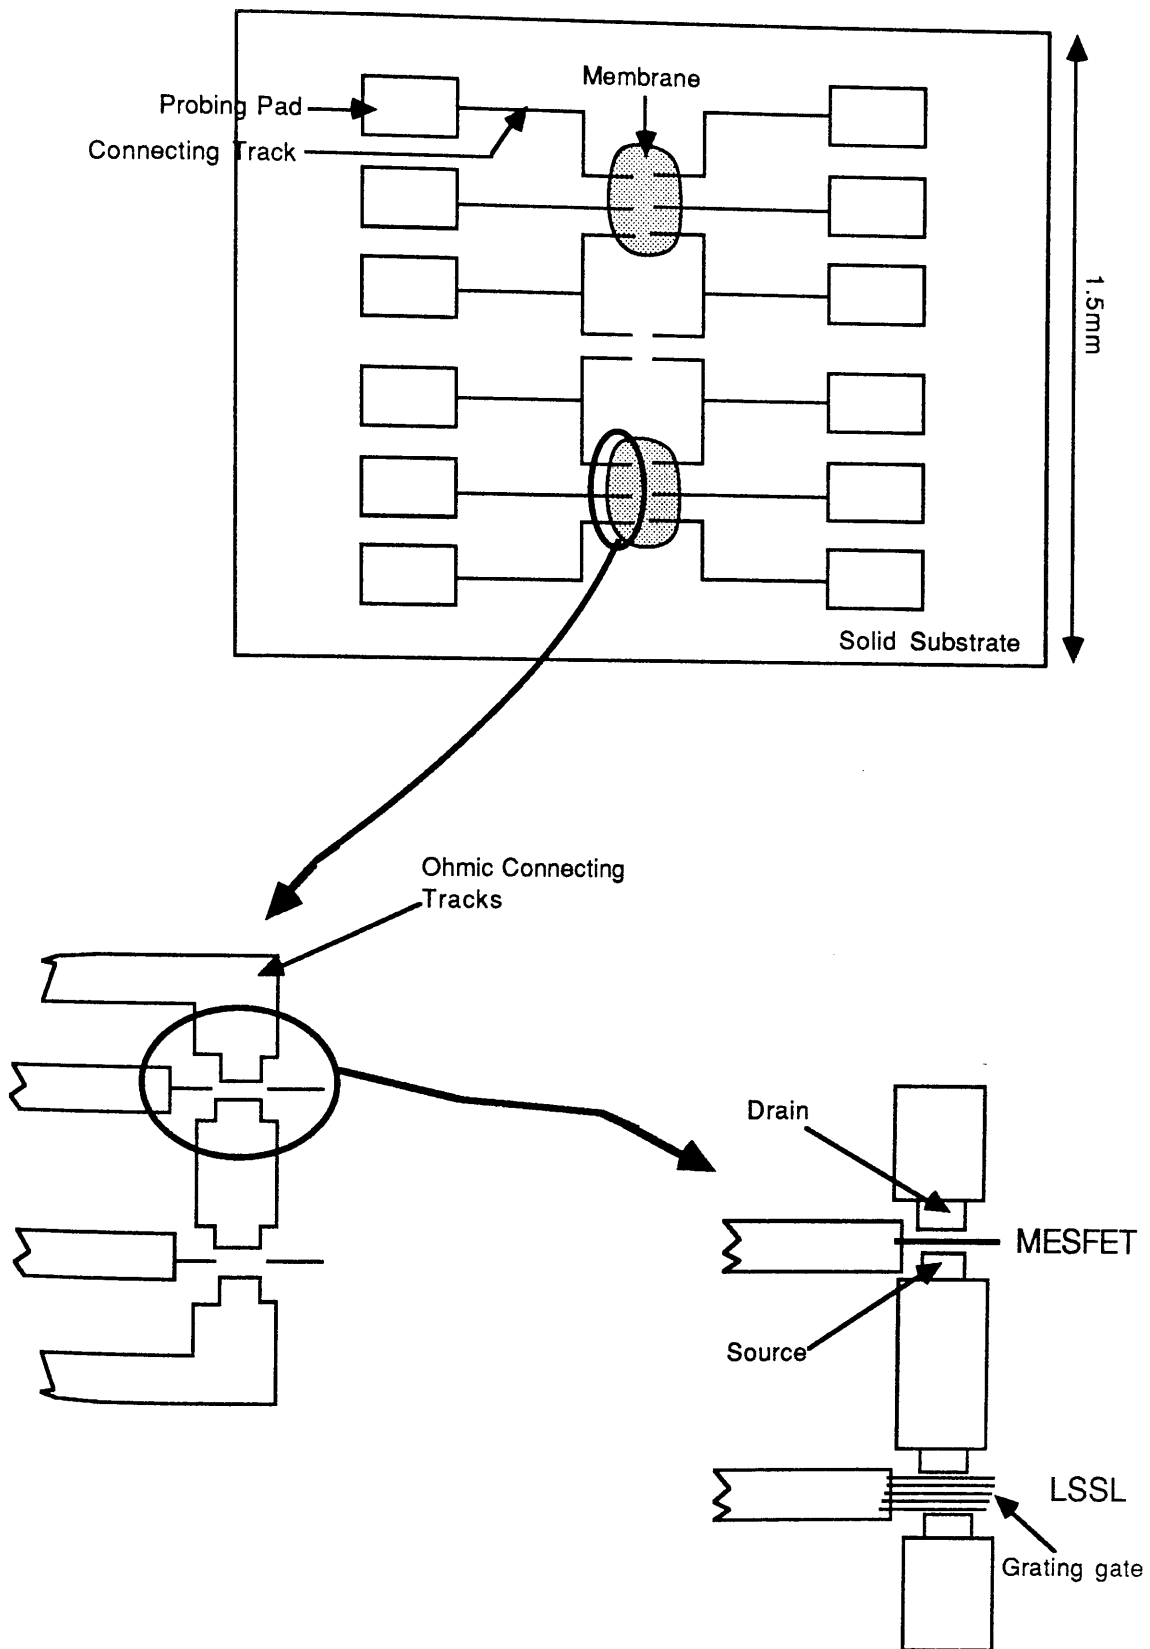 Membrane
Probing Pad
Connecting Track
1.5mm
Solid Substrate
Ohmic Connecting
Tracks
Drain
MESFET
Source
LSSL
Grating gate